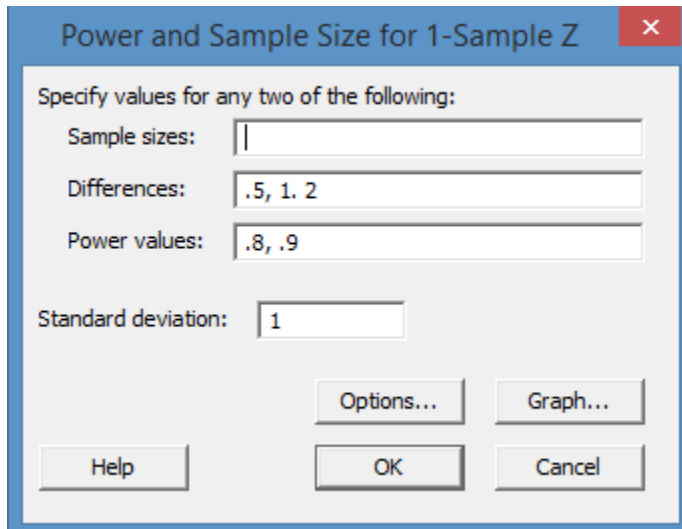 Power and Sample Size for 1-Sample Z
Specify values for any two of the following:
Sample sizes:
Differences: .5, 1. 2
Power values: .8, .9
Standard deviation: 1
Options... Graph...
Help OK Cancel